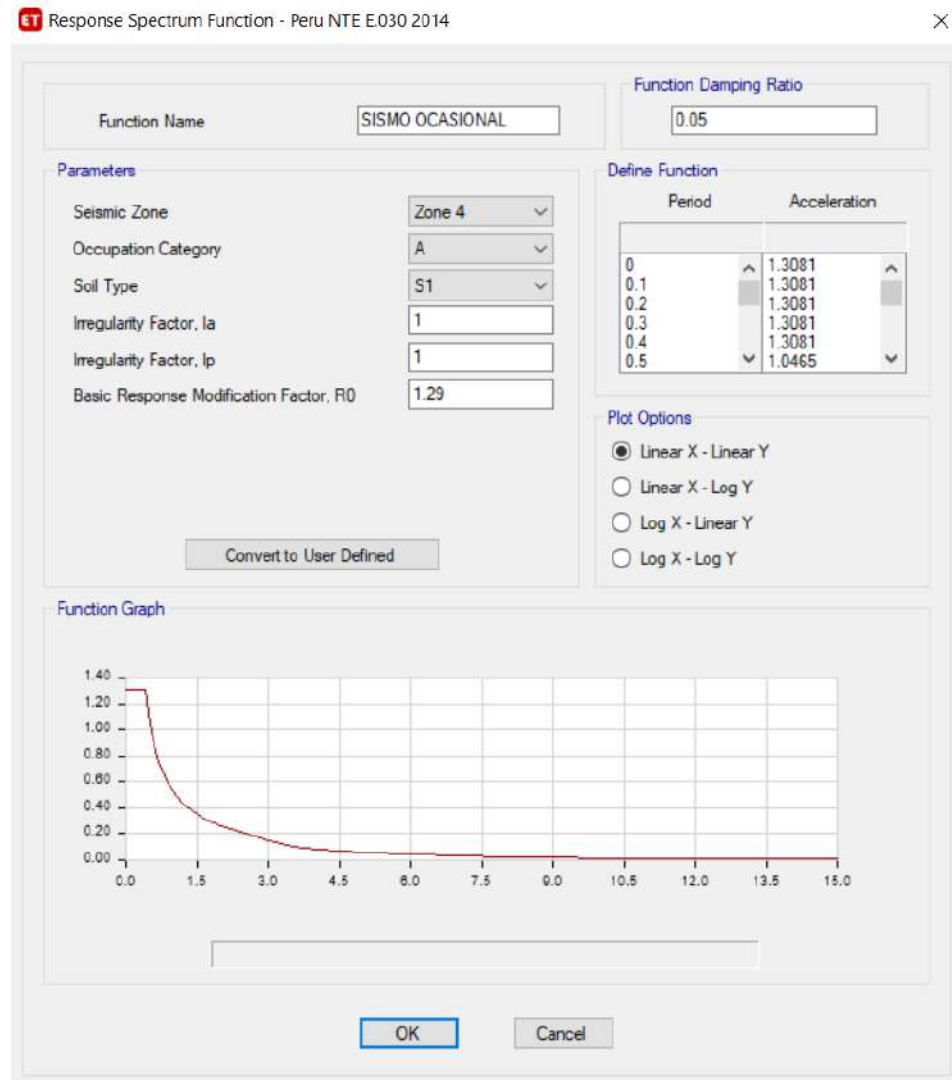 ET Response Spectrum Function - Peru NTE E.030 2014
Function Name SISMO OCASIONAL
Function Damping Ratio
0.05
Parameters
Seismic Zone Zone 4
Occupation Category A
Soil Type S1
Irregularity Factor, Ia 1
Irregularity Factor, Ip 1
Basic Response Modification Factor, R0 1.29
Convert to User Defined
Define Function
Period Acceleration
0 1.3081
0.1 1.3081
0.2 1.3081
0.3 1.3081
0.4 1.3081
0.5 1.0465
Plot Options
Linear X - Linear Y
Linear X - Log Y
Log X - Linear Y
Log X - Log Y
Function Graph
1.40
1.20
1.00
0.80
0.60
0.40
0.20
0.00
0.0 1.5 3.0 4.5 6.0 7.5 9.0 10.5 12.0 13.5 15.0
OK Cancel